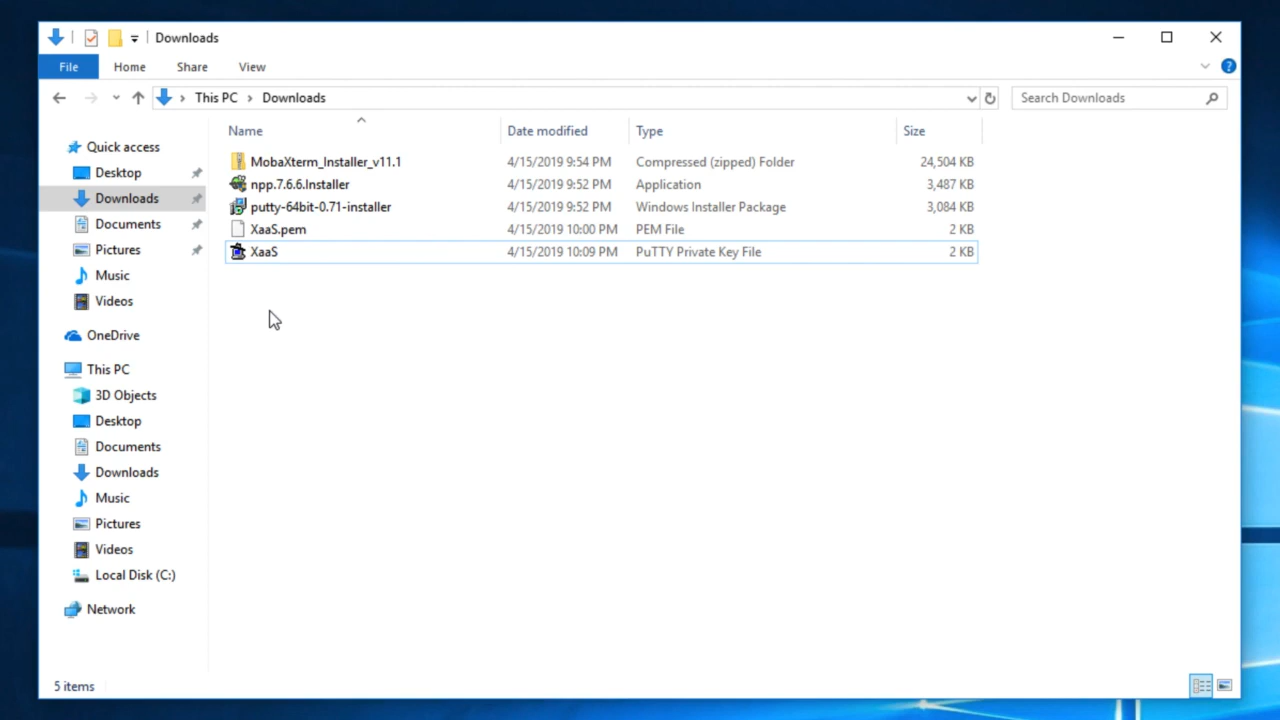 Downloads
File Home Share View
This PC Downloads Search Downloads
Name Date modified Type Size
MobaXterm_Installer_v11.1 4/15/2019 9:54 PM Compressed (zipped) Folder 24,504 KB
npp.7.6.6.Installer 4/15/2019 9:52 PM Application 3,487 KB
putty-64bit-0.71-installer 4/15/2019 9:52 PM Windows Installer Package 3,084 KB
XaaS.pem 4/15/2019 10:00 PM PEM File 2 KB
XaaS 4/15/2019 10:09 PM PuTTY Private Key File 2 KB
Quick access
Desktop
Downloads
Documents
Pictures
Music
Videos
OneDrive
This PC
3D Objects
Desktop
Documents
Downloads
Music
Pictures
Videos
Local Disk (C:)
Network
5 items